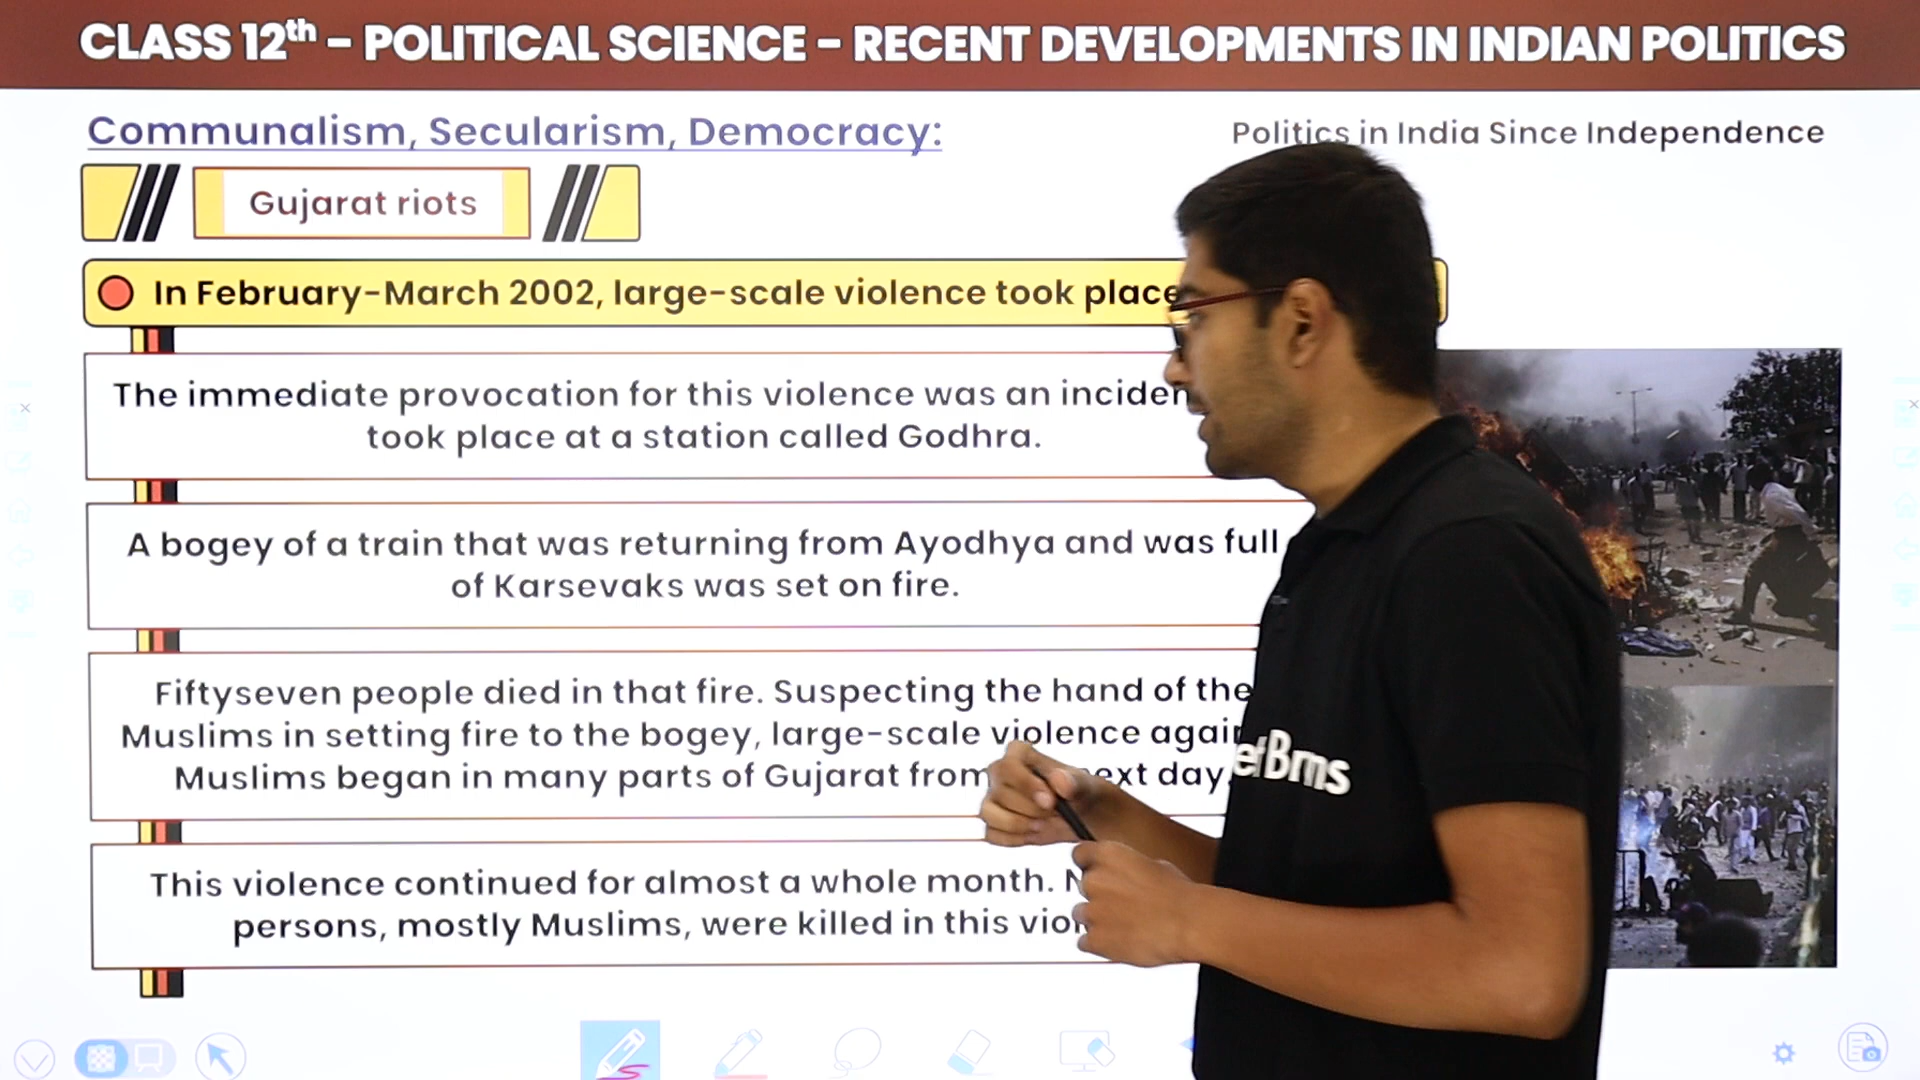 CLASS 12th - POLITICAL SCIENCE - RECENT DEVELOPMENTS IN INDIAN POLITICS
Communalism, Secularism, Democracy:
Politics in India Since Independence
Gujarat riots
In February-March 2002, large-scale violence took place
The immediate provocation for this violence was an
took place at a station called Godhra.
A bogey of a train that was returning from Ayodhya and was full
of Karsevaks was set on fire.
Fiftyseven people died in that fire. Suspecting the hand of the
Muslims in setting fire to the bogey, large-scale violence
Muslims began in many parts of Gujarat from day.
This violence continued for almost a whole month.
persons, mostly Muslims, were killed in this